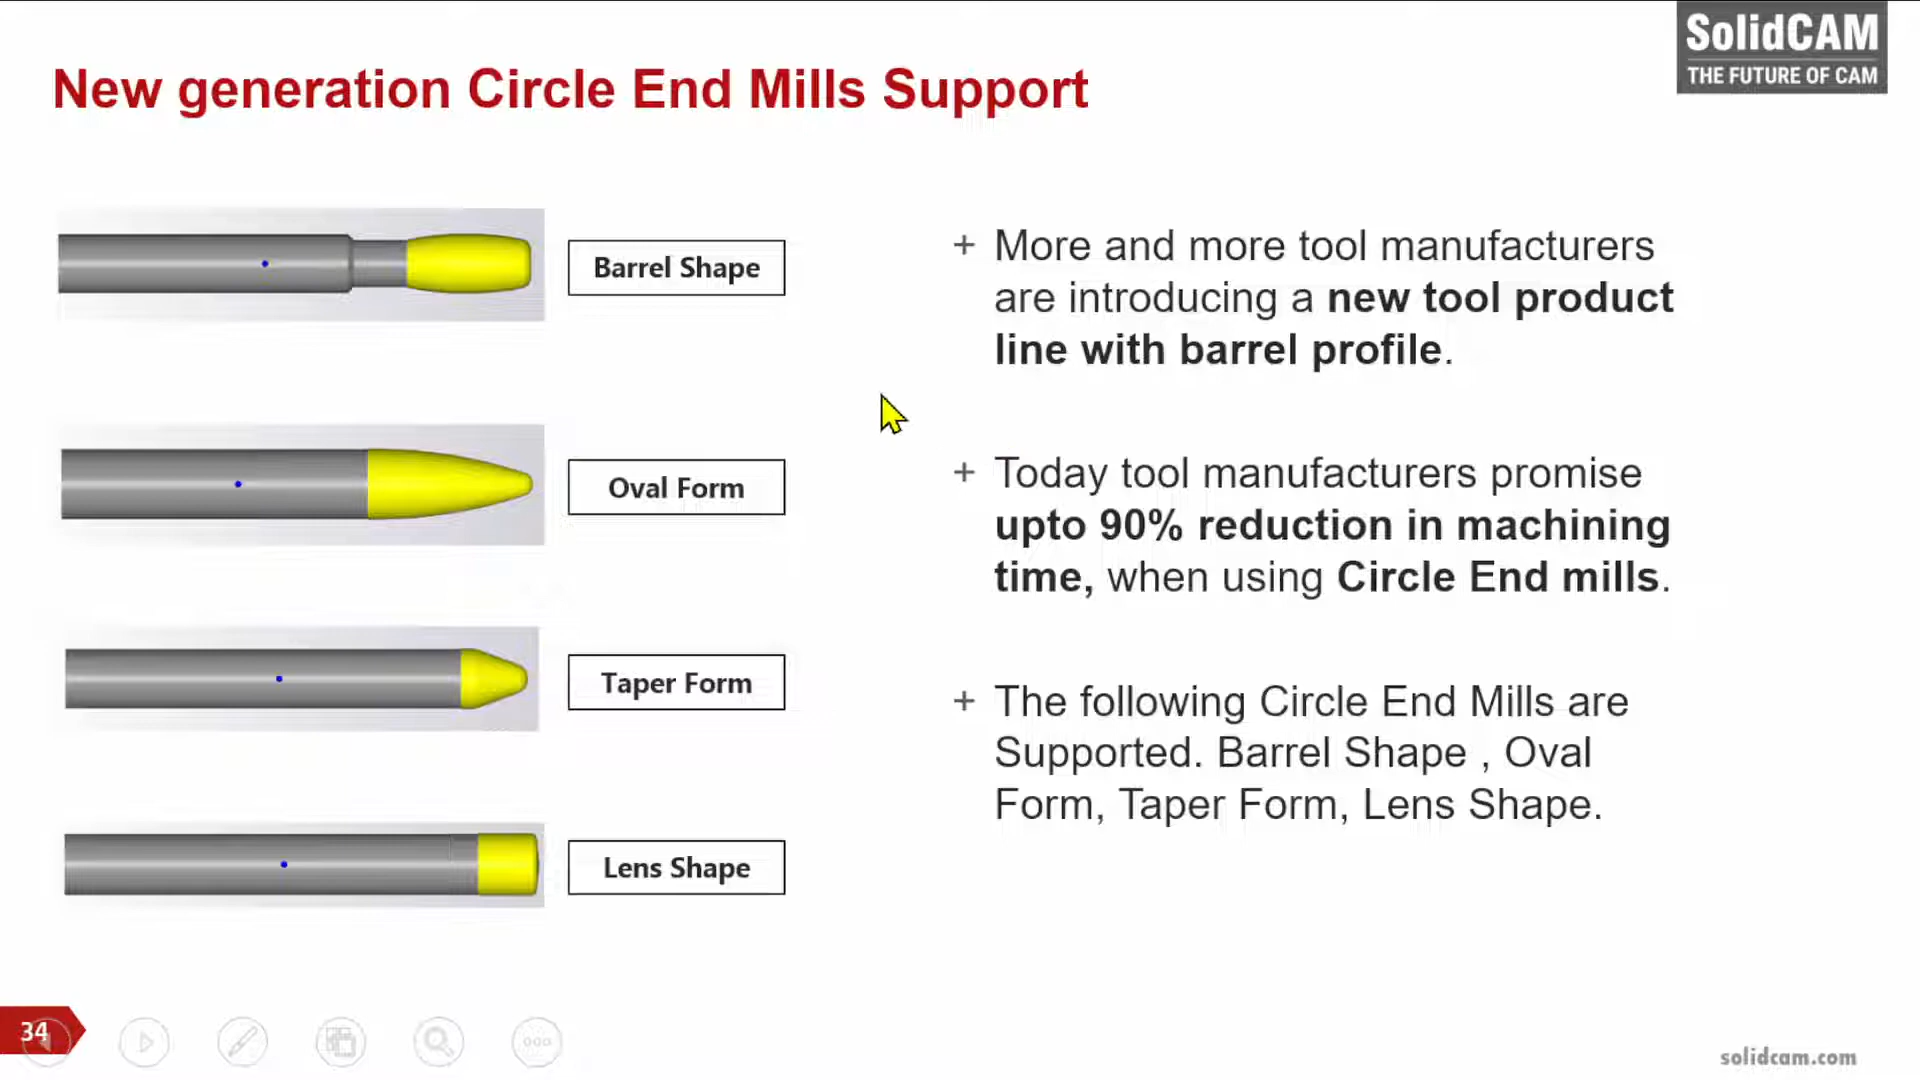 SolidCAM
THE FUTURE OF CAM
New generation Circle End Mills Support
Barrel Shape
Oval Form
Taper Form
Lens Shape
+ More and more tool manufacturers
are introducing a new tool product
line with barrel profile.
+ Today tool manufacturers promise
upto 90% reduction in machining
time, when using Circle End mills.
+ The following Circle End Mills are
Supported. Barrel Shape , Oval
Form, Taper Form, Lens Shape.
34
solidcam.com